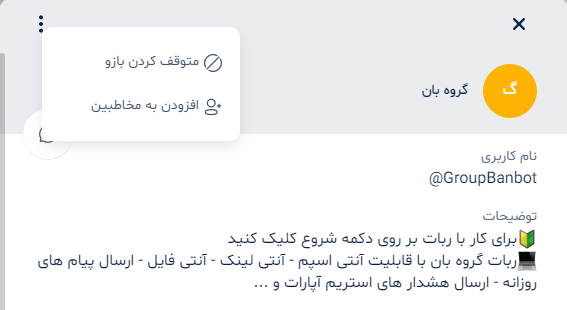 متوقف کردن بازو
افزودن به مخاطبین
گ
گروه بان
نام کاربری
@GroupBanbot
توضیحات
🔰برای کار با ربات بر روی دکمه شروع کلیک کنید
💻ربات گروه بان با قابلیت آنتی اسپم - آنتی لینک - آنتی فایل - ارسال پیام های
روزانه - ارسال هشدار های استریم آپارات و ...